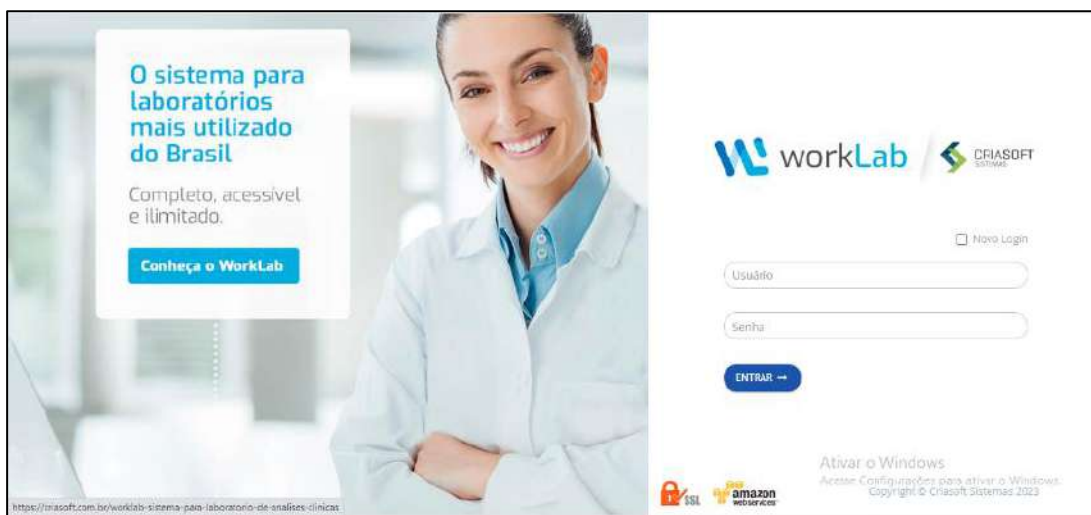 O sistema para
laboratórios
mais utilizado
do Brasil
Completo, acessível
e ilimitado.
Conheça o WorkLab
workLab
CRIASOFT
SISTEMAS
Novo Login
Usuário
Senha
ENTRAR →
Ativar o Windows
Acesse Configurações para ativar o Windows.
Copyright © Criasoft Sistemas 2023
SSL
amazon
webservices
https://criasoft.com.br/worklab-sistema-para-laboratorio-de-analises-clinicas